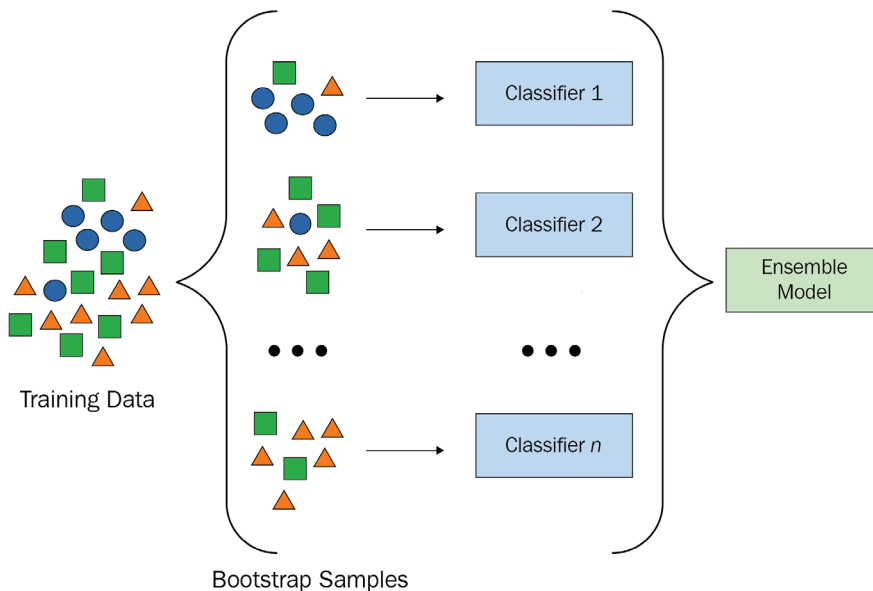 Classifier 1
Classifier 2
Ensemble
Model
Training Data
Classifier n
Bootstrap Samples